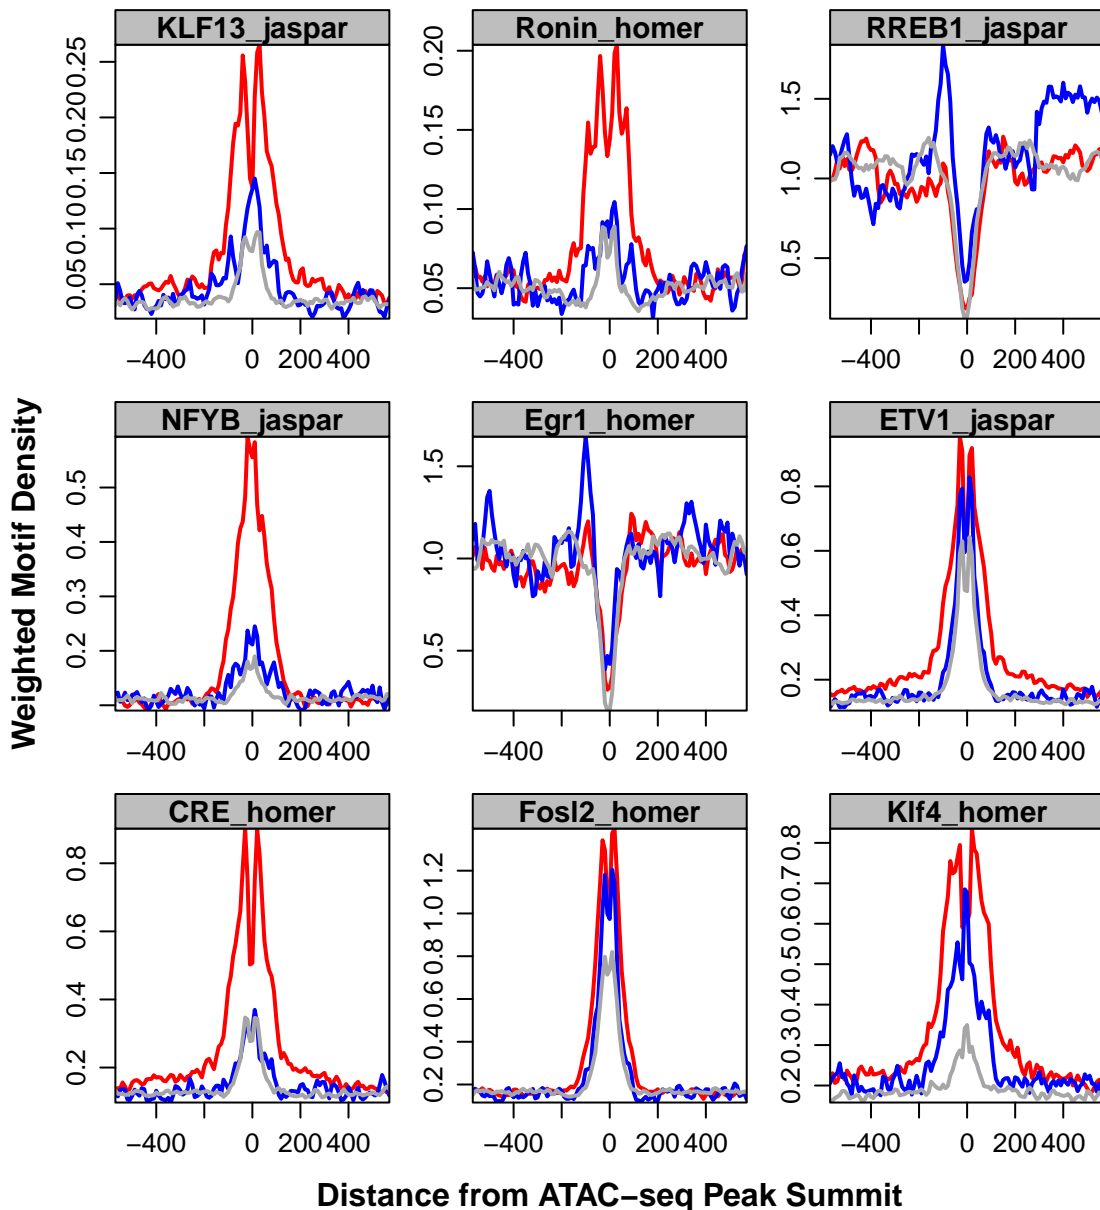 KLF13_jaspar
0.05 0.10 0.15 0.20 0.25
−400 0 200 400
Ronin_homer
0.05 0.10 0.15 0.20
−400 0 200 400
RREB1_jaspar
0.5 1.0 1.5
−400 0 200 400
Weighted Motif Density
NFYB_jaspar
0.2 0.3 0.4 0.5
−400 0 200 400
Egr1_homer
0.5 1.0 1.5
−400 0 200 400
ETV1_jaspar
0.2 0.4 0.6 0.8
−400 0 200 400
CRE_homer
0.2 0.4 0.6 0.8
−400 0 200 400
Fosl2_homer
0.2 0.4 0.6 0.8 1.0 1.2
−400 0 200 400
Klf4_homer
0.2 0.3 0.4 0.5 0.6 0.7 0.8
−400 0 200 400
Distance from ATAC−seq Peak Summit